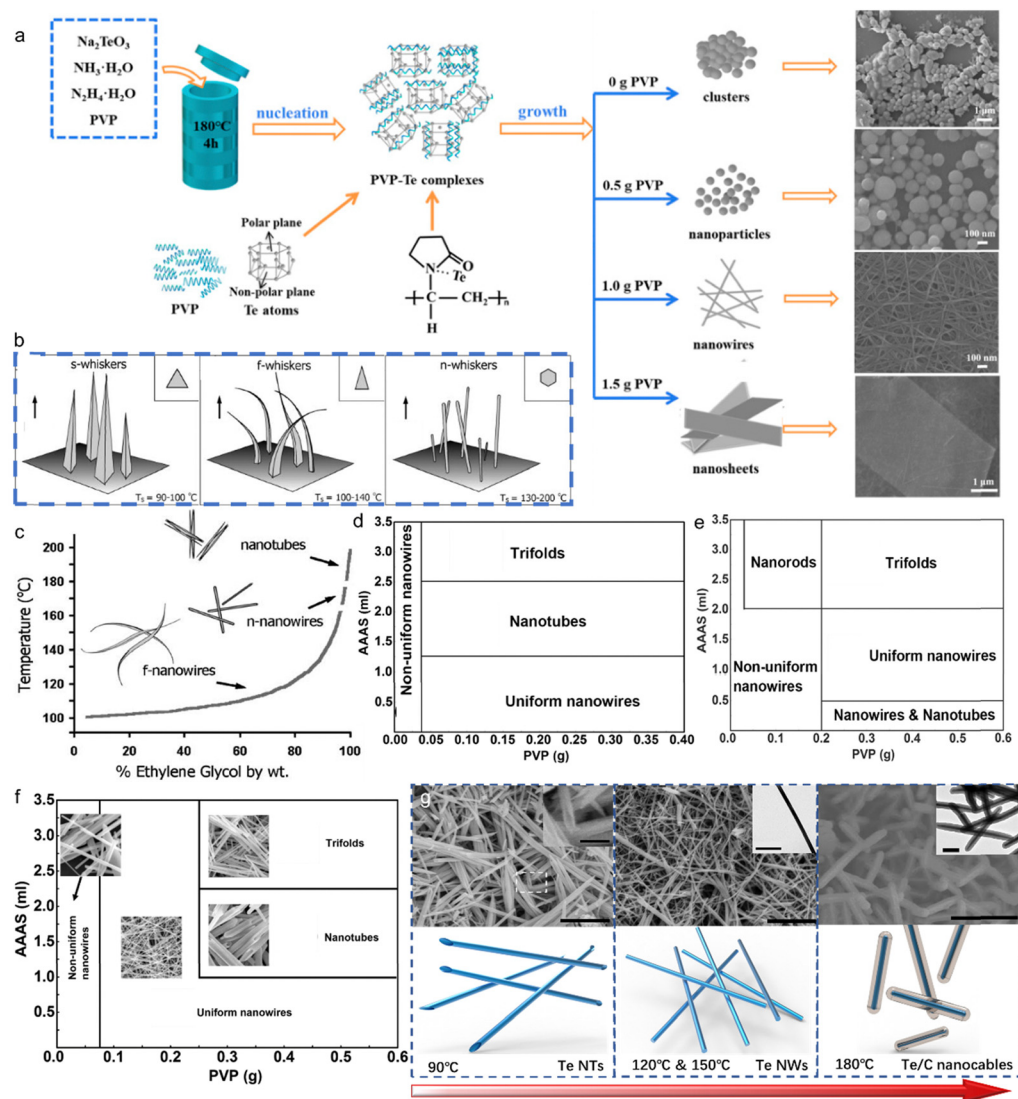 a
Na₂TeO₃
NH₃·H₂O
N₂H₄·H₂O
PVP
180°C
4h
nucleation
PVP-Te complexes
growth
Polar plane
Non-polar plane
PVP
Te atoms
N
O
Te
C
CH₂
n
H
0 g PVP
clusters
1 μm
0.5 g PVP
nanoparticles
100 nm
1.0 g PVP
nanowires
100 nm
1.5 g PVP
nanosheets
1 μm
b
s-whiskers
f-whiskers
n-whiskers
Tₛ = 90-100 °C
Tₛ = 100-140 °C
Tₛ = 130-200 °C
c
Temperature (°C)
200
180
160
140
120
100
nanotubes
n-nanowires
f-nanowires
0 20 40 60 80 100
% Ethylene Glycol by wt.
d
AAAS (ml)
3.5
3.0
2.5
2.0
1.5
1.0
0.5
Non-uniform nanowires
Trifolds
Nanotubes
Uniform nanowires
0.00 0.05 0.10 0.15 0.20 0.25 0.30 0.35 0.40
PVP (g)
e
AAAS (ml)
3.5
3.0
2.5
2.0
1.5
1.0
0.5
Nanorods
Trifolds
Non-uniform
nanowires
Uniform nanowires
Nanowires & Nanotubes
0.0 0.1 0.2 0.3 0.4 0.5 0.6
PVP (g)
f
AAAS (ml)
3.5
3.0
2.5
2.0
1.5
1.0
0.5
Non-uniform
nanowires
Trifolds
Nanotubes
Uniform nanowires
0.0 0.1 0.2 0.3 0.4 0.5 0.6
PVP (g)
g
90℃ Te NTs
120℃ & 150℃ Te NWs
180℃ Te/C nanocables